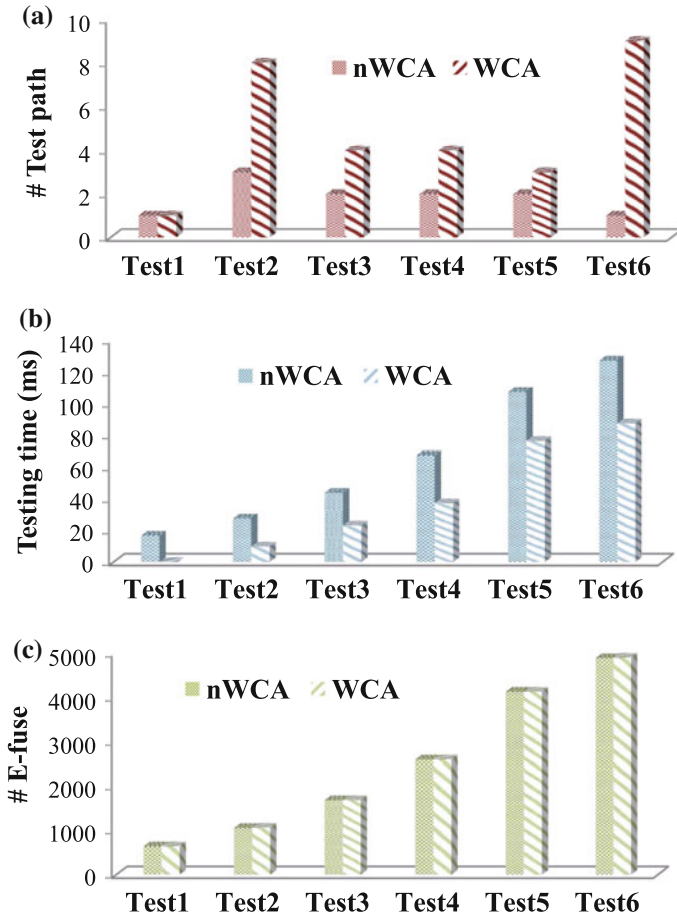 (a)
# Test path
10
8
6
4
2
0
nWCA WCA
Test1 Test2 Test3 Test4 Test5 Test6
(b)
Testing time (ms)
140
120
100
80
60
40
20
0
nWCA WCA
Test1 Test2 Test3 Test4 Test5 Test6
(c)
# E-fuse
5000
4000
3000
2000
1000
0
nWCA WCA
Test1 Test2 Test3 Test4 Test5 Test6